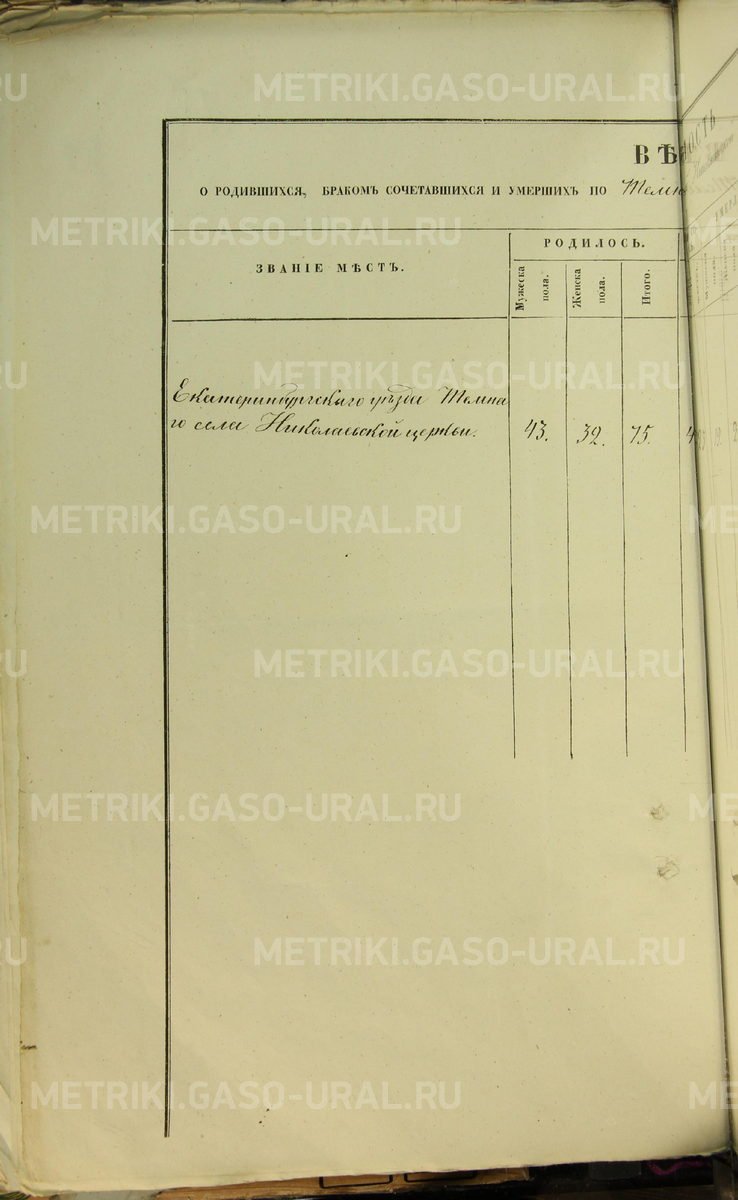 METRIKI.GASO-URAL.RU
ВѢ
О РОДИВШИХСЯ, БРАКОМЪ СОЧЕТАВШИХСЯ И УМЕРШИХЪ ПО Темн
METRIKI.GASO-URAL.RU
РОДИЛОСЬ.
ЗВАНІЕ МѢСТЪ.
Мужеска пола.
Женска пола.
Итого.
METRIKI.GASO-URAL.RU
Екатеринбургскаго уѣзда Темна
го села Николаевской церкви. 43. 32. 75. 4
METRIKI.GASO-URAL.RU
METRIKI.GASO-URAL.RU
METRIKI.GASO-URAL.RU
METRIKI.GASO-URAL.RU
METRIKI.GASO-URAL.RU